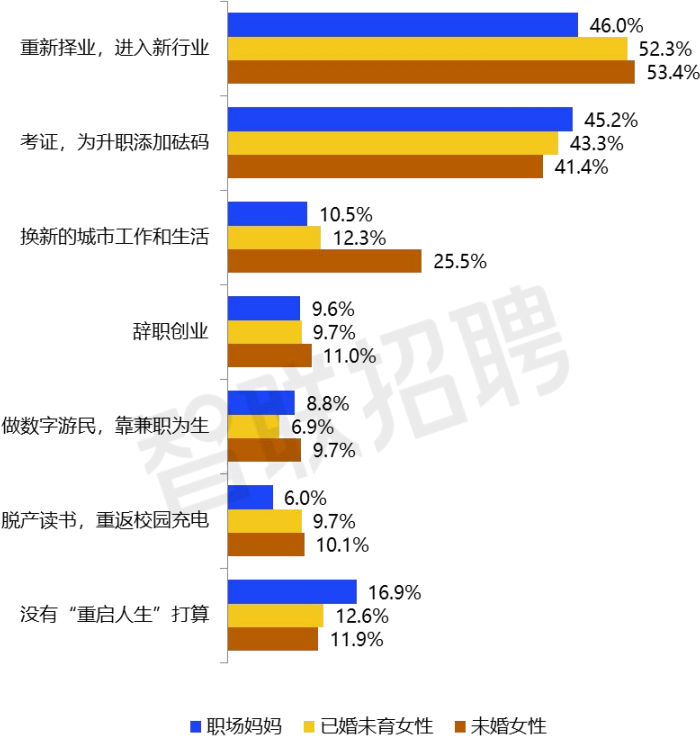 46.0%
重新择业，进入新行业
52.3%
53.4%
45.2%
考证，为升职添加砝码
43.3%
41.4%
10.5%
换新的城市工作和生活
12.3%
25.5%
9.6%
辞职创业
9.7%
11.0%
8.8%
做数字游民，靠兼职为生
6.9%
9.7%
6.0%
脱产读书，重返校园充电
9.7%
10.1%
16.9%
没有“重启人生”打算
12.6%
11.9%
职场妈妈 已婚未育女性 未婚女性
智联招聘